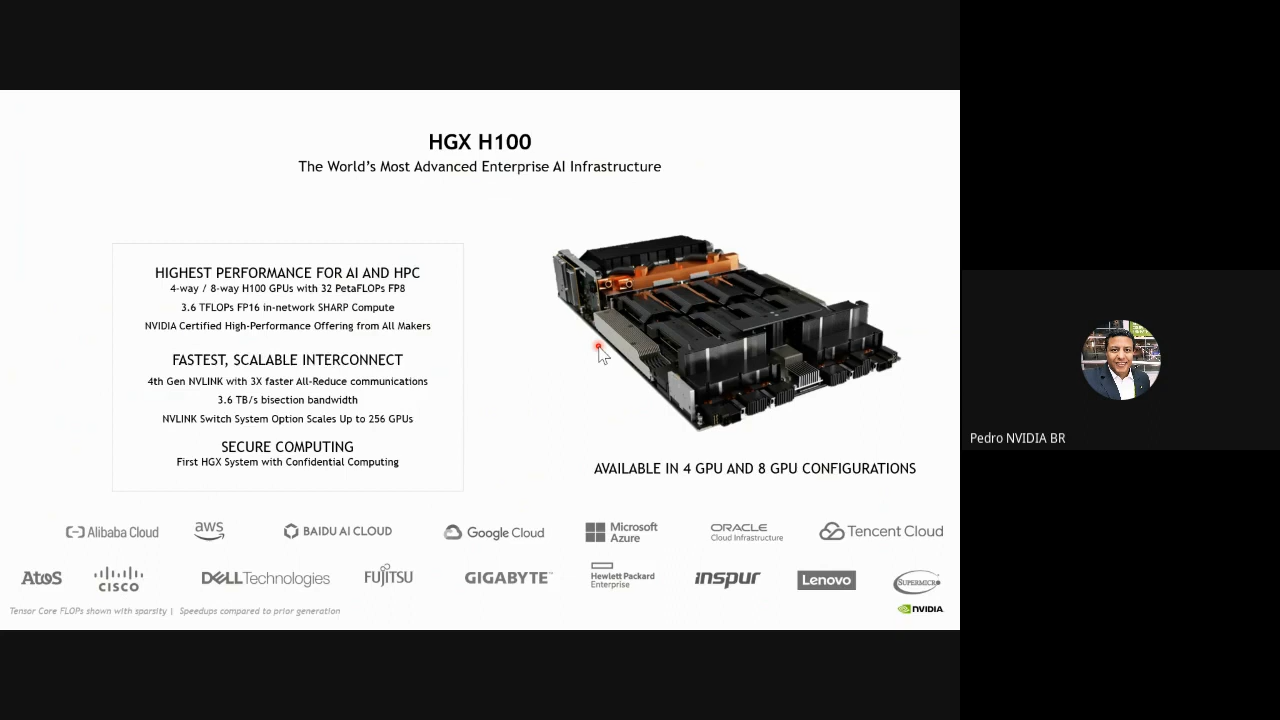 HGX H100
The World's Most Advanced Enterprise AI Infrastructure
HIGHEST PERFORMANCE FOR AI AND HPC
4-way / 8-way H100 GPUs with 32 PetaFLOPs FP8
3.6 TFLOPs FP16 in-network SHARP Compute
NVIDIA Certified High-Performance Offering from All Makers
FASTEST, SCALABLE INTERCONNECT
4th Gen NVLINK with 3X faster All-Reduce communications
3.6 TB/s bisection bandwidth
NVLINK Switch System Option Scales Up to 256 GPUs
SECURE COMPUTING
First HGX System with Confidential Computing
AVAILABLE IN 4 GPU AND 8 GPU CONFIGURATIONS
Alibaba Cloud
aws
BAIDU AI CLOUD
Google Cloud
Microsoft
Azure
ORACLE
Cloud Infrastructure
Tencent Cloud
Atos
CISCO
DELLTechnologies
FUJITSU
GIGABYTE™
Hewlett Packard
Enterprise
inspur
Lenovo
SUPERMICRO
Tensor Core FLOPs shown with sparsity | Speedups compared to prior generation
NVIDIA
Pedro NVIDIA BR